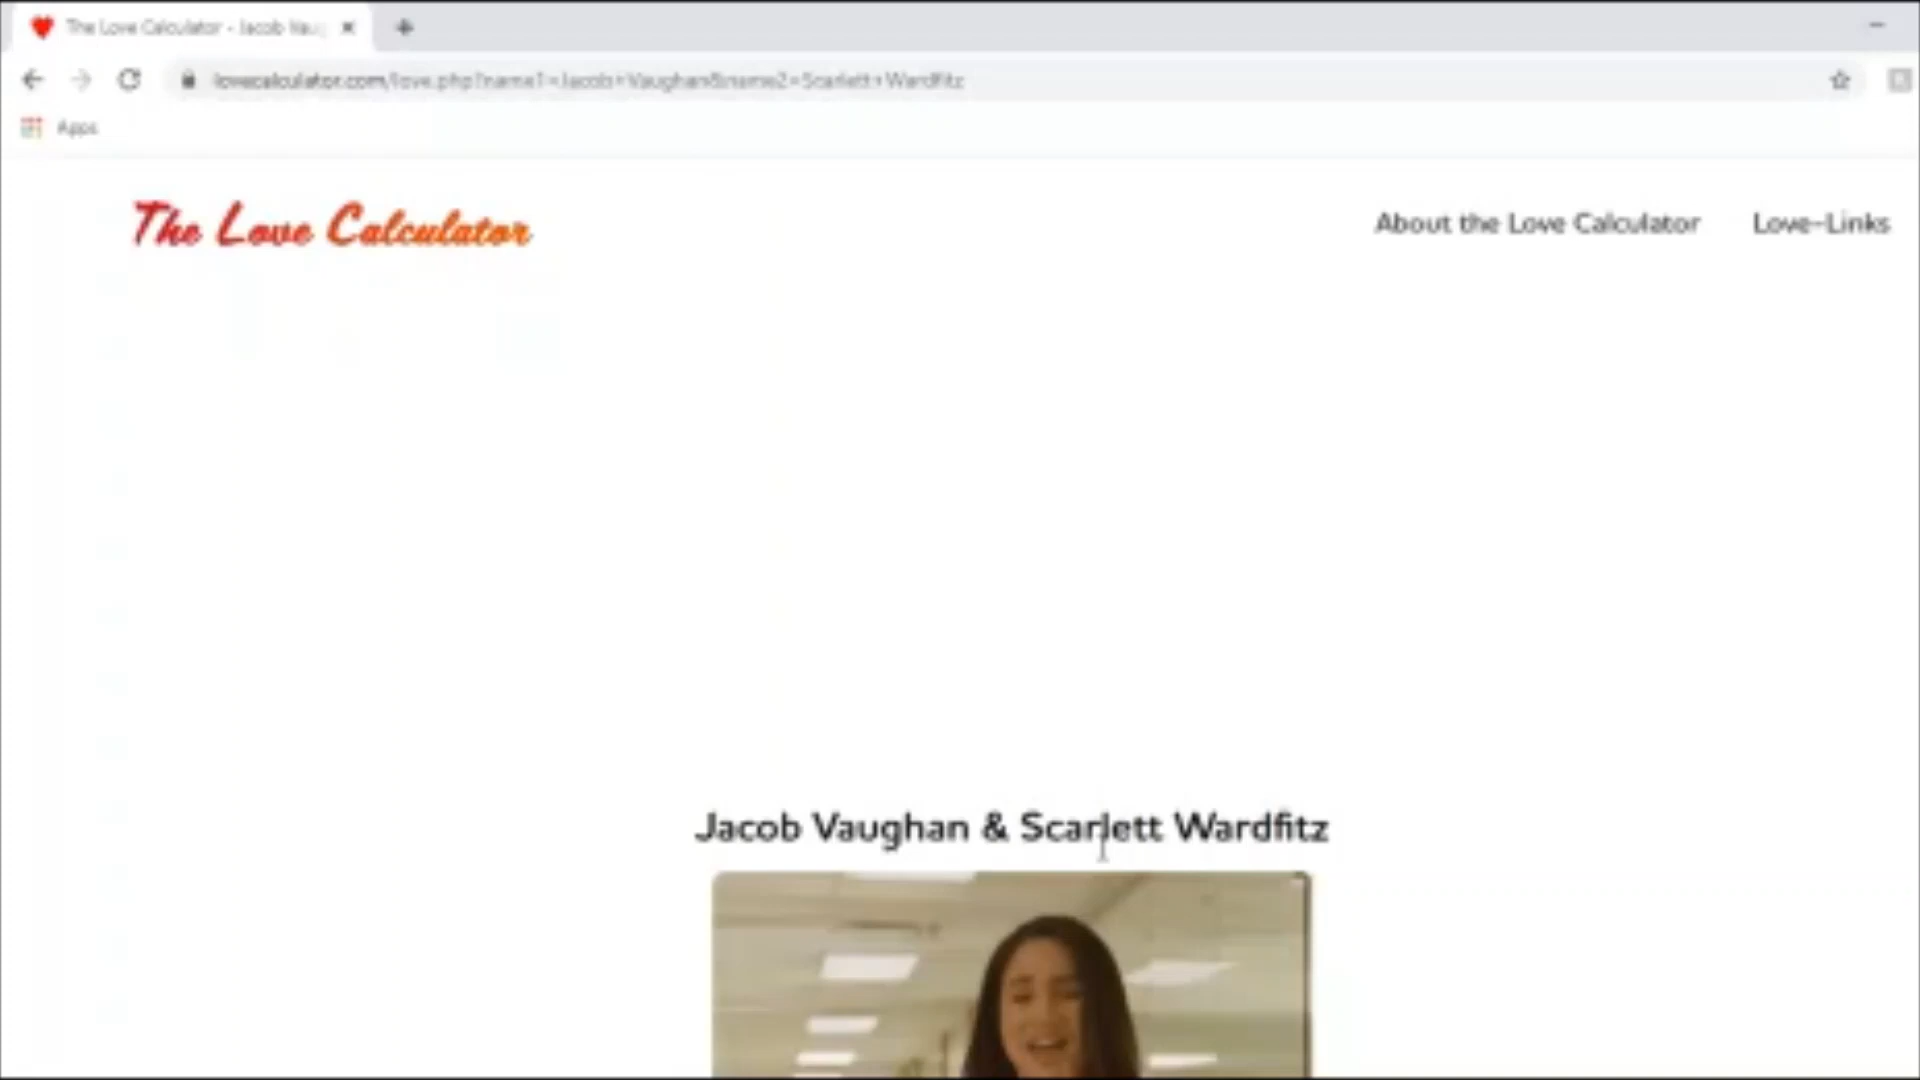 The Love Calculator - Jacob Vaug
lovecalculator.com/love.php?name1=Jacob+Vaughan&name2=Scarlett+Wardfitz
Apps
The Love Calculator
About the Love Calculator
Love-Links
Jacob Vaughan & Scarlett Wardfitz